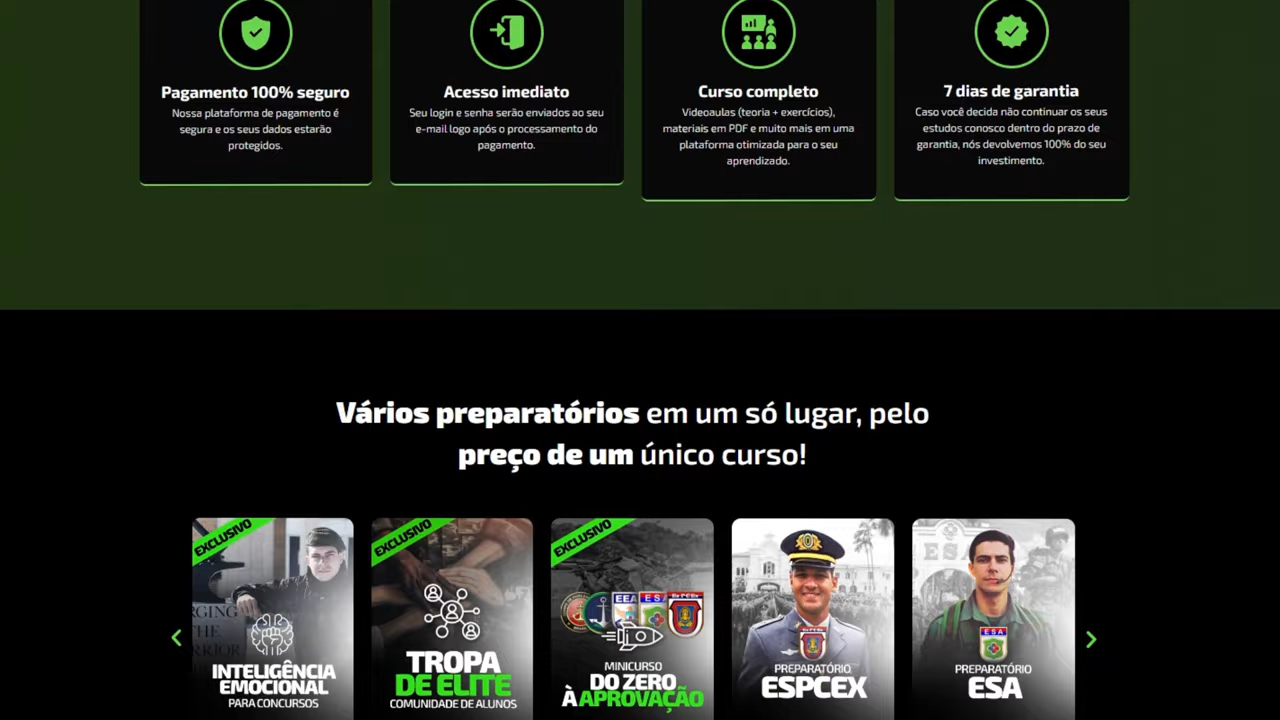 Pagamento 100% seguro
Nossa plataforma de pagamento é
segura e os seus dados estarão
protegidos.
Acesso imediato
Seu login e senha serão enviados ao seu
e-mail logo após o processamento do
pagamento.
Curso completo
Videoaulas (teoria + exercícios),
materiais em PDF e muito mais em uma
plataforma otimizada para o seu
aprendizado.
7 dias de garantia
Caso você decida não continuar os seus
estudos conosco dentro do prazo de
garantia, nós devolvemos 100% do seu
investimento.
Vários preparatórios em um só lugar, pelo
preço de um único curso!
EXCLUSIVO
INTELIGÊNCIA
EMOCIONAL
PARA CONCURSOS
EXCLUSIVO
TROPA
DE ELITE
COMUNIDADE DE ALUNOS
EXCLUSIVO
EEA
MINICURSO
DO ZERO
À APROVAÇÃO
PREPARATÓRIO
ESPCEX
ESA
ESA
PREPARATÓRIO
ESA